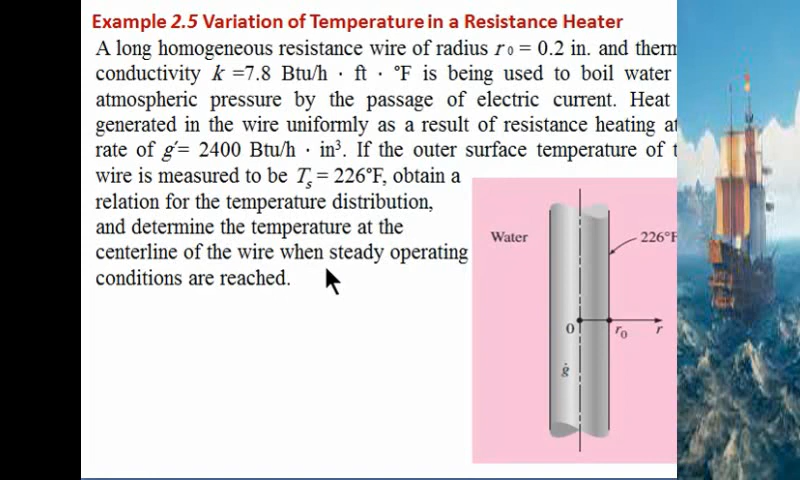 Example 2.5 Variation of Temperature in a Resistance Heater
A long homogeneous resistance wire of radius r₀ = 0.2 in. and therm
conductivity k =7.8 Btu/h · ft · °F is being used to boil water
atmospheric pressure by the passage of electric current. Heat
generated in the wire uniformly as a result of resistance heating at
rate of ġ= 2400 Btu/h · in³. If the outer surface temperature of t
wire is measured to be Tₛ = 226°F, obtain a
relation for the temperature distribution,
and determine the temperature at the
centerline of the wire when steady operating
conditions are reached.
Water
226°F
0
r₀
r
ġ